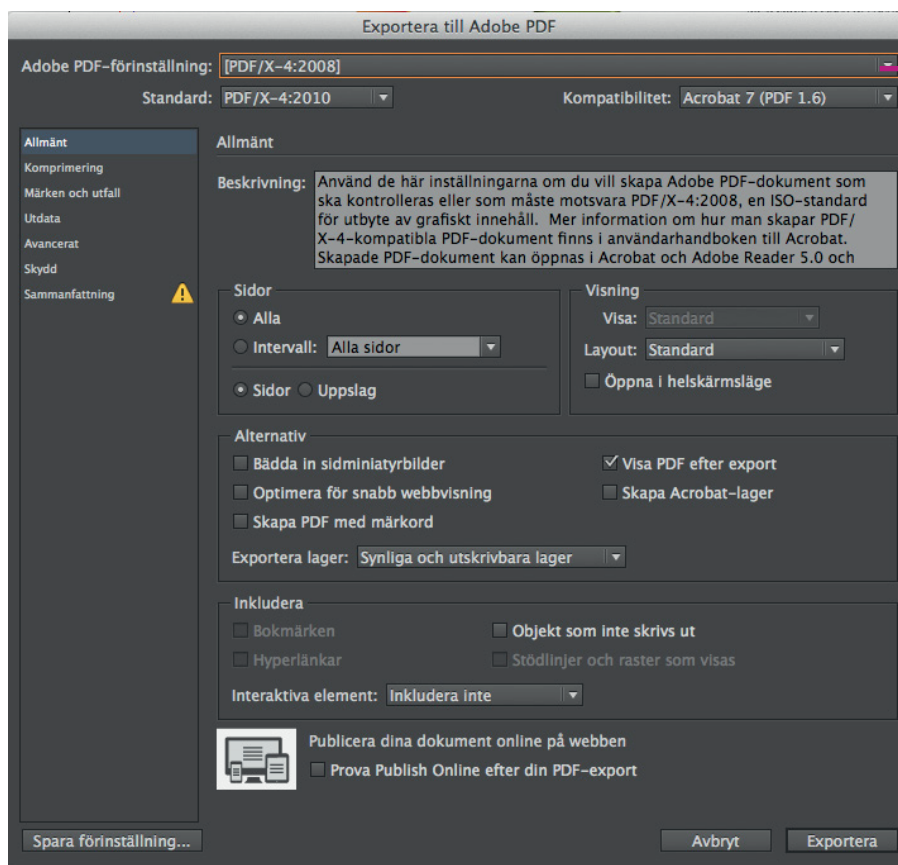 Exportera till Adobe PDF
Adobe PDF-förinställning: [PDF/X-4:2008]
Standard: PDF/X-4:2010 Kompatibilitet: Acrobat 7 (PDF 1.6)
Allmänt
Komprimering
Märken och utfall
Utdata
Avancerat
Skydd
Sammanfattning
Allmänt
Beskrivning: Använd de här inställningarna om du vill skapa Adobe PDF-dokument som
ska kontrolleras eller som måste motsvara PDF/X-4:2008, en ISO-standard
för utbyte av grafiskt innehåll. Mer information om hur man skapar PDF/
X-4-kompatibla PDF-dokument finns i användarhandboken till Acrobat.
Skapade PDF-dokument kan öppnas i Acrobat och Adobe Reader 5.0 och
Sidor
Alla
Intervall: Alla sidor
Sidor Uppslag
Visning
Visa: Standard
Layout: Standard
Öppna i helskärmsläge
Alternativ
Bädda in sidminiatyrbilder Visa PDF efter export
Optimera för snabb webbvisning Skapa Acrobat-lager
Skapa PDF med märkord
Exportera lager: Synliga och utskrivbara lager
Inkludera
Bokmärken Objekt som inte skrivs ut
Hyperlänkar Stödlinjer och raster som visas
Interaktiva element: Inkludera inte
Publicera dina dokument online på webben
Prova Publish Online efter din PDF-export
Spara förinställning... Avbryt Exportera